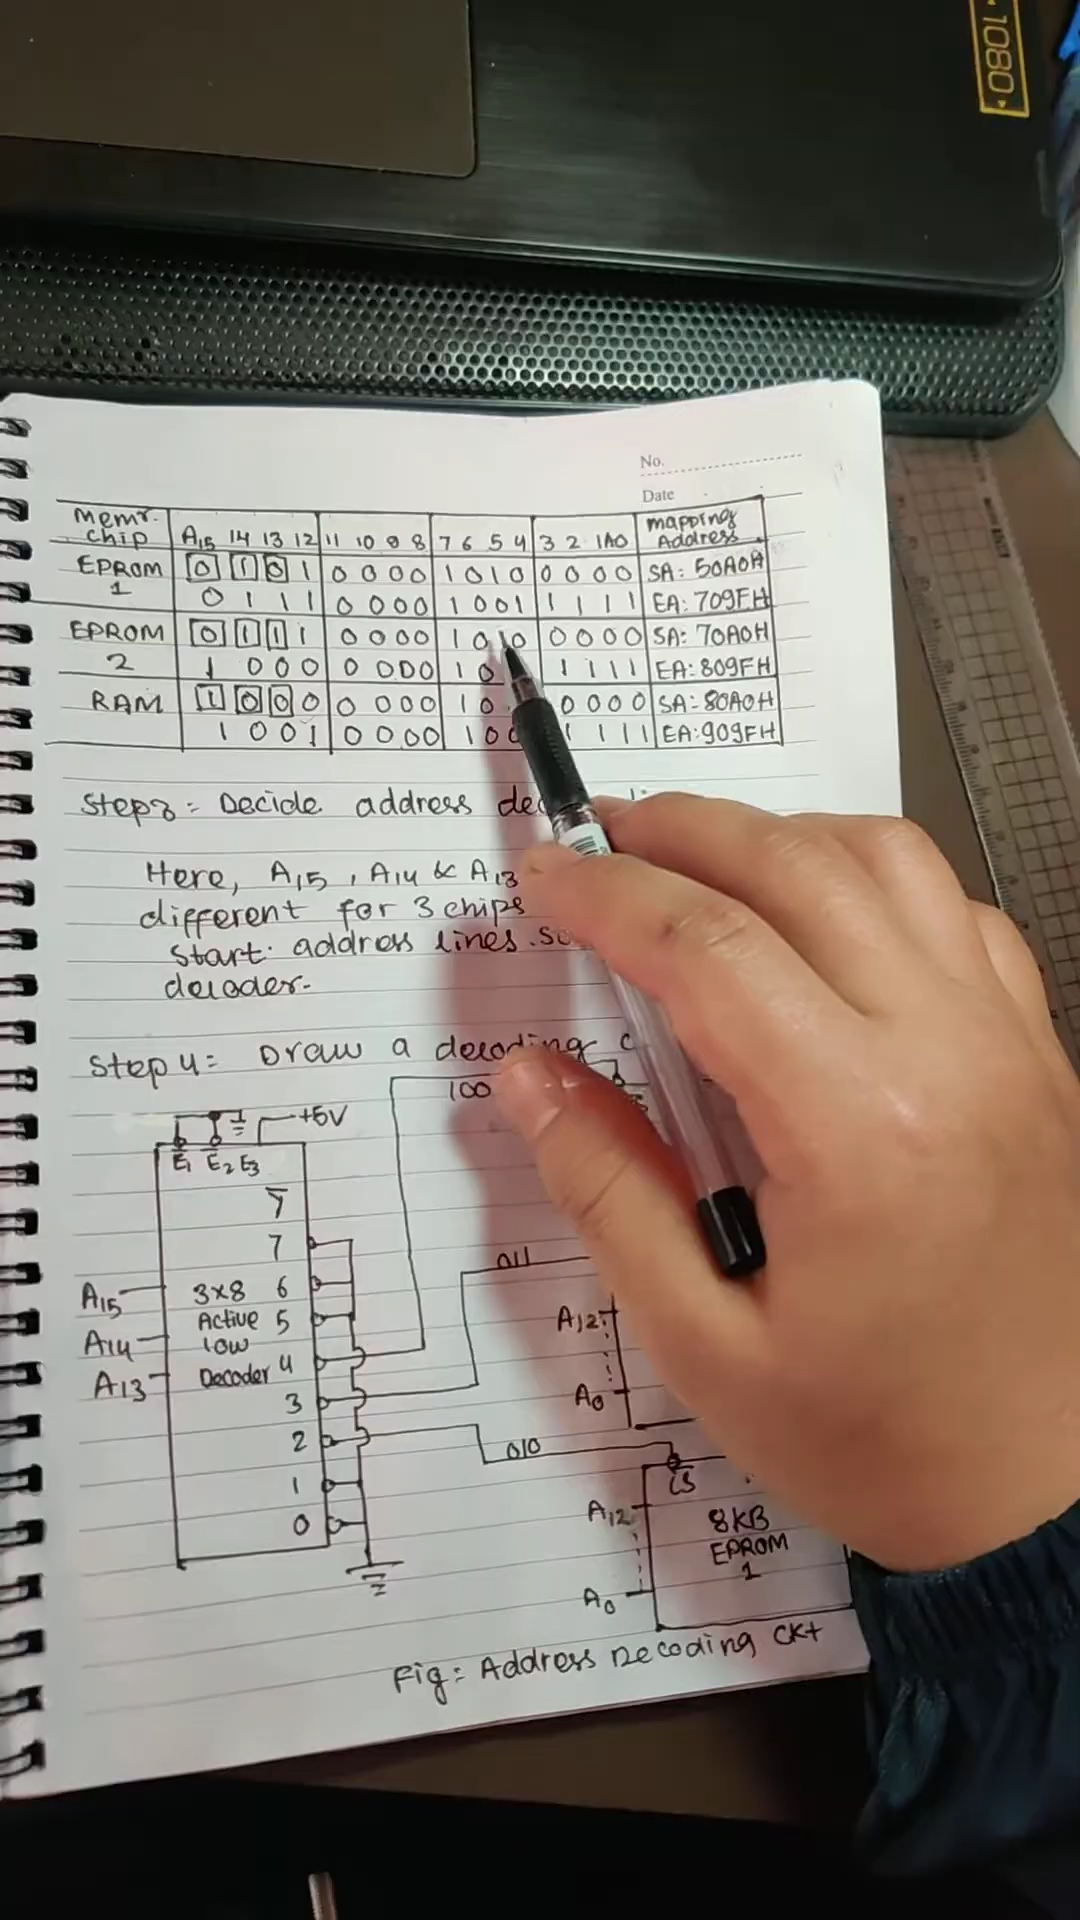 1080
No.
Date
Memr. chip | A15 14 13 12 | 11 10 9 8 | 7 6 5 4 | 3 2 1 A0 | mapping Address
EPROM 1 | 0 1 0 1 | 0 0 0 0 | 1 0 1 0 | 0 0 0 0 | SA: 50A0H
0 1 1 1 | 0 0 0 0 | 1 0 0 1 | 1 1 1 1 | EA: 709FH
EPROM 2 | 0 1 1 1 | 0 0 0 0 | 1 0 1 0 | 0 0 0 0 | SA: 70A0H
1 0 0 0 | 0 0 0 0 | 1 0 | 1 1 1 1 | EA: 809FH
RAM | 1 0 0 0 | 0 0 0 0 | 1 0 | 0 0 0 0 | SA: 80A0H
1 0 0 1 | 0 0 0 0 | 1 0 0 | 1 1 1 1 | EA: 909FH
Step3 = Decide address
Here, A15, A14 & A13
different for 3 chips
Start address lines. So
decoder.
Step 4 = Draw a decoding
100
+5V
E1 E2 E3
Y
7
A15 3x8 6
Active 5
A14 low
A13 Decoder 4
3
2
1
0
011
A12
A0
010
CS
A12
8KB
EPROM
1
A0
Fig = Address Decoding CKt